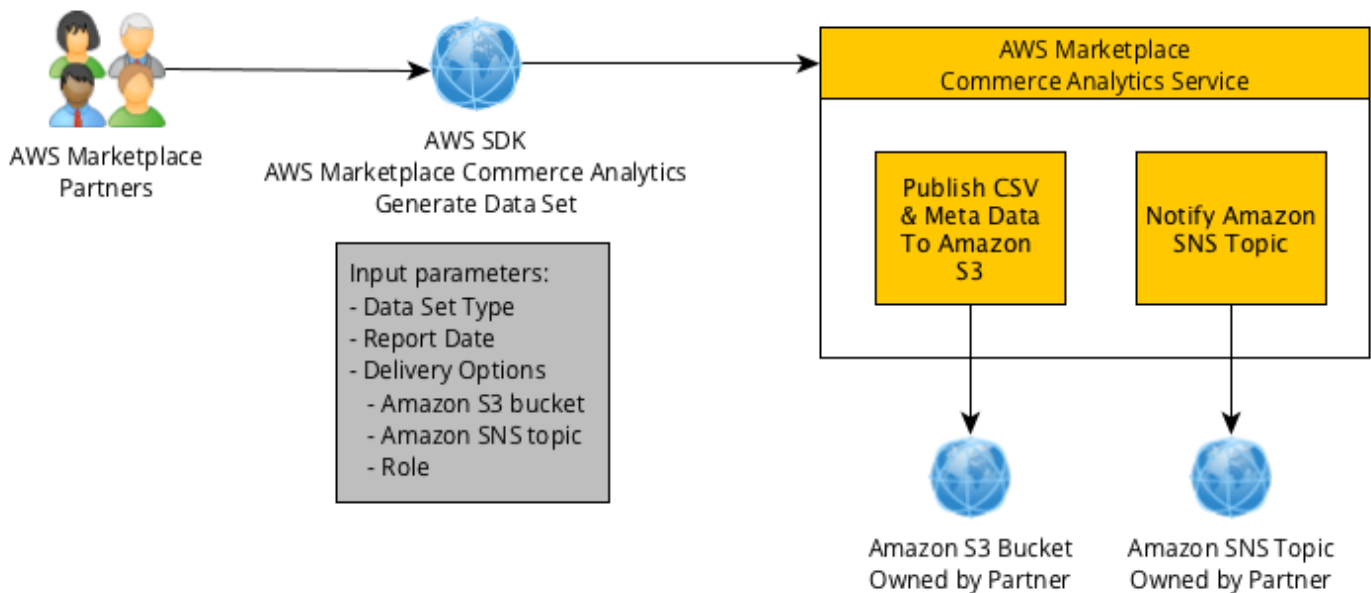 AWS Marketplace
Partners
AWS SDK
AWS Marketplace Commerce Analytics
Generate Data Set
Input parameters:
- Data Set Type
- Report Date
- Delivery Options
- Amazon S3 bucket
- Amazon SNS topic
- Role
AWS Marketplace
Commerce Analytics Service
Publish CSV
& Meta Data
To Amazon
S3
Notify Amazon
SNS Topic
Amazon S3 Bucket
Owned by Partner
Amazon SNS Topic
Owned by Partner